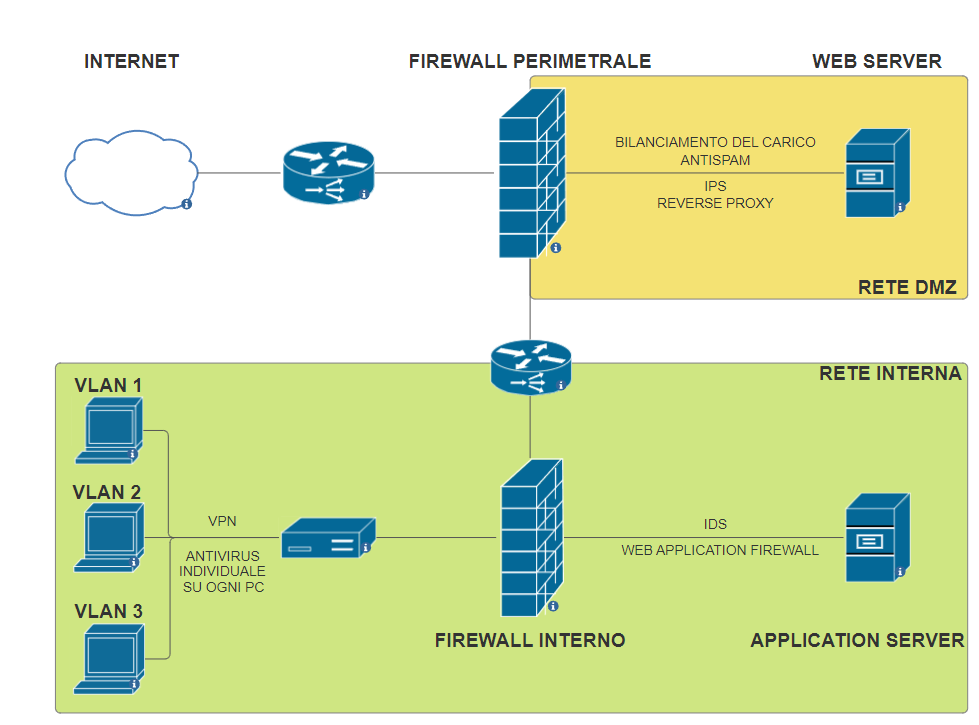 INTERNET
FIREWALL PERIMETRALE
WEB SERVER
BILANCIAMENTO DEL CARICO
ANTISPAM
IPS
REVERSE PROXY
RETE DMZ
RETE INTERNA
VLAN 1
VLAN 2
VLAN 3
VPN
ANTIVIRUS
INDIVIDUALE
SU OGNI PC
IDS
WEB APPLICATION FIREWALL
FIREWALL INTERNO
APPLICATION SERVER